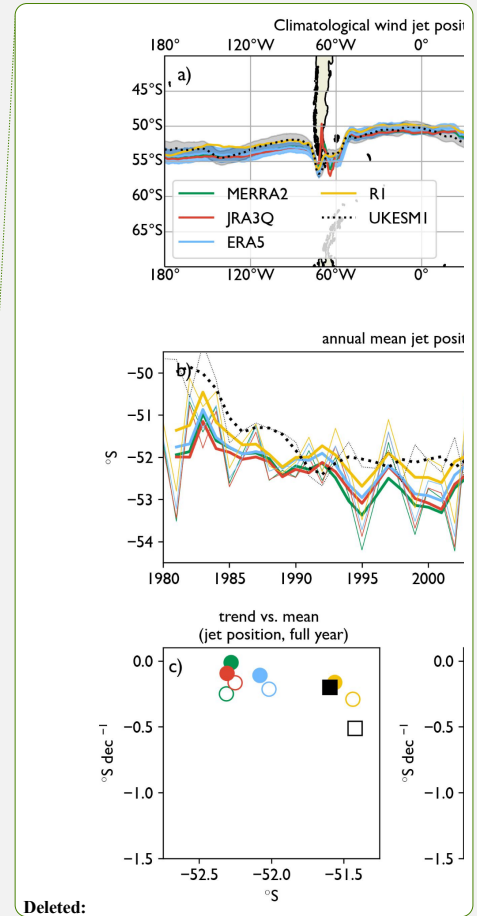 Climatological wind jet posit
180° 120°W 60°W 0°
a)
45°S
50°S
55°S
60°S
65°S
MERRA2 R1
JRA3Q UKESM1
ERA5
180° 120°W 60°W 0°
annual mean jet posit
b)
−50
−51
°S
−52
−53
−54
1980 1985 1990 1995 2000
trend vs. mean
(jet position, full year)
c)
0.0 0.0
−0.5 −0.5
°S dec −1 °S dec −1
−1.0 −1.0
−1.5 −1.5
−52.5 −52.0 −51.5
°S
Deleted: